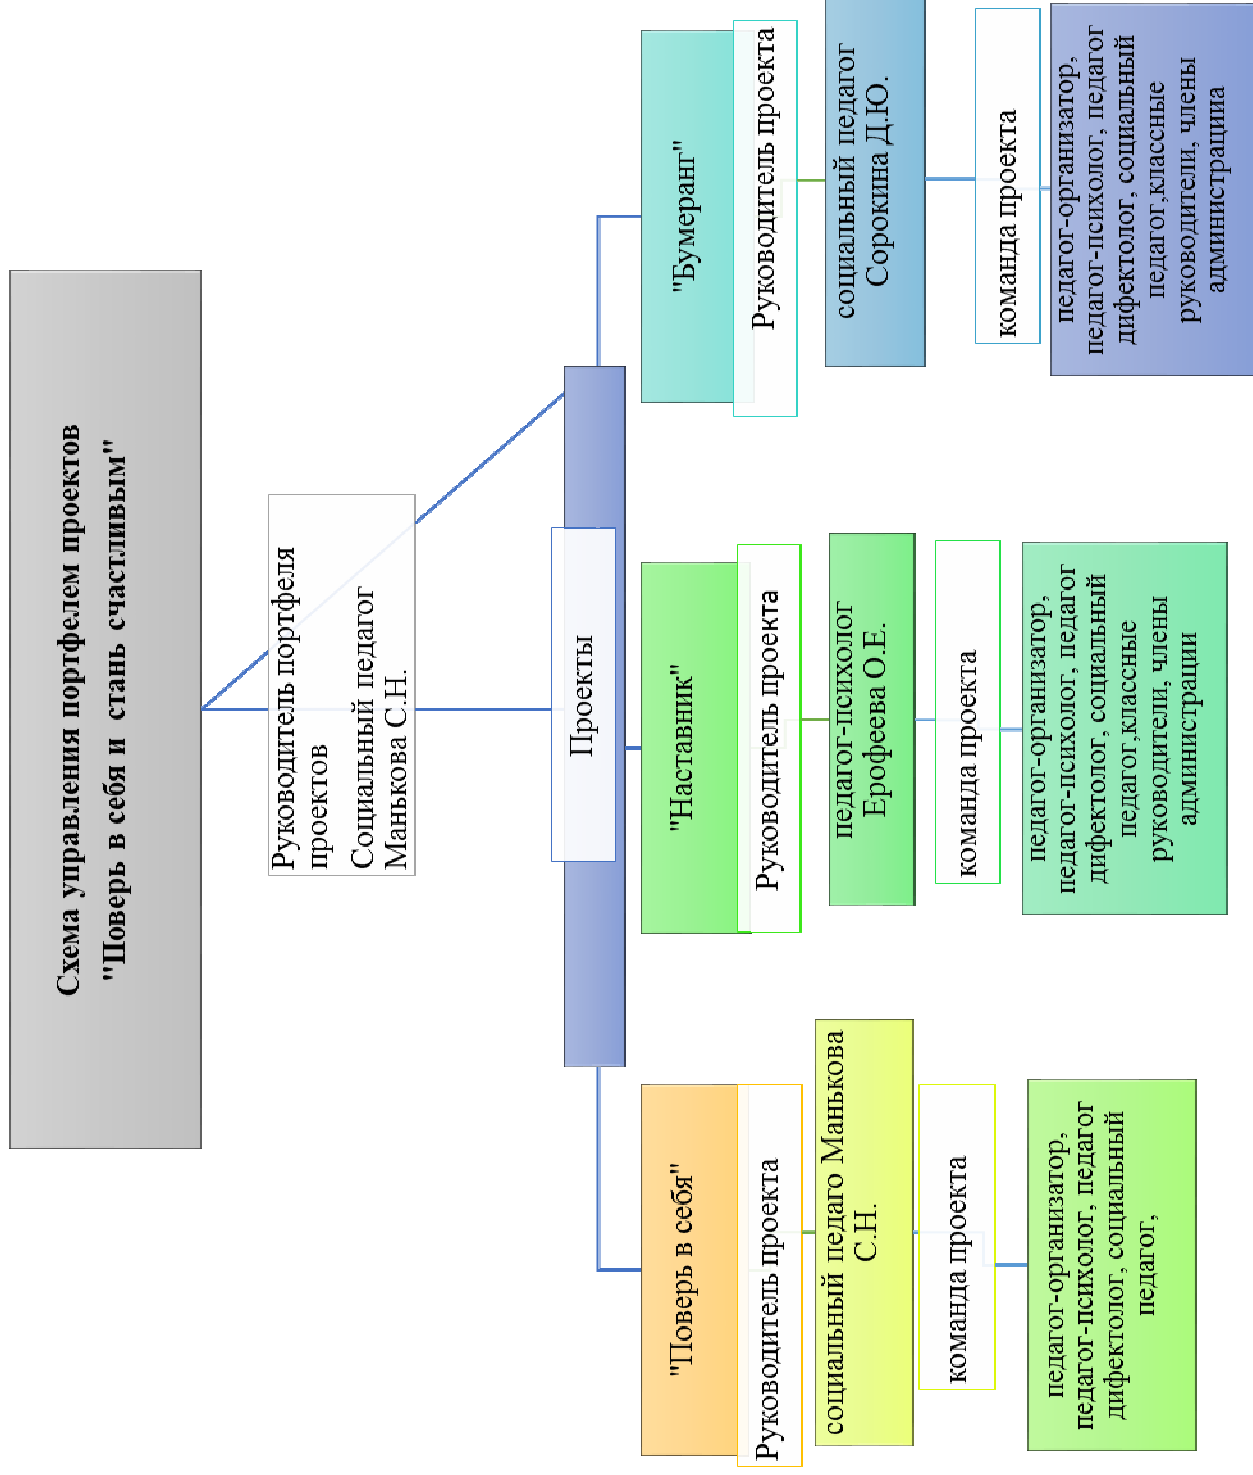 Схема управления портфелем проектов
"Поверь в себя и стань счастливым"
Руководитель портфеля
проектов
Социальный педагог
Манькова С.Н.
Проекты
"Поверь в себя"
Руководитель проекта
социальный педаго Манькова
С.Н.
команда проекта
педагог-организатор,
педагог-психолог, педагог
дифектолог, социальный
педагог,
"Наставник"
Руководитель проекта
педагог-психолог
Ерофеева О.Е.
команда проекта
педагог-организатор,
педагог-психолог, педагог
дифектолог, социальный
педагог,классные
руководители, члены
администрации
"Бумеранг"
Руководитель проекта
социальный педагог
Сорокина Д.Ю.
команда проекта
педагог-организатор,
педагог-психолог, педагог
дифектолог, социальный
педагог,классные
руководители, члены
администрацииа